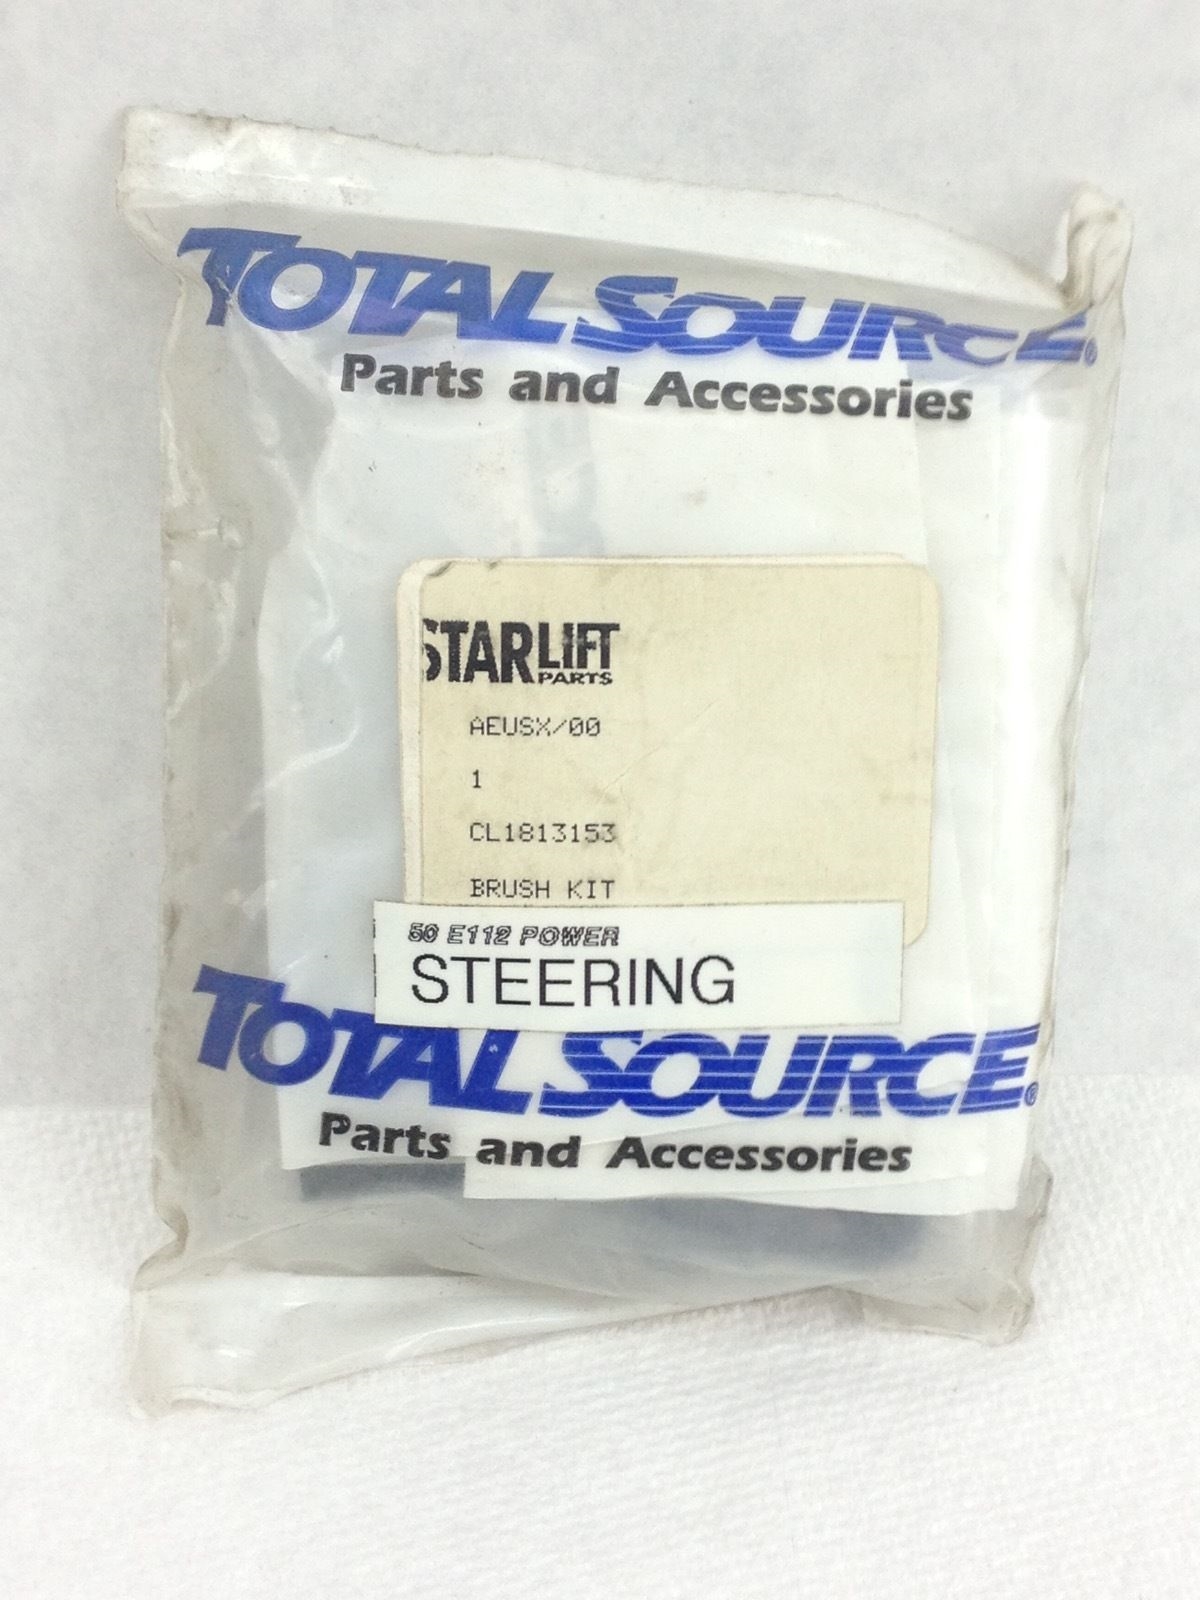 TOTAL SOURCE®
Parts and Accessories
STARLIFT
PARTS
AEUSX/00
1
CL1813153
BRUSH KIT
50 E112 POWER
STEERING
TOTAL SOURCE®
Parts and Accessories